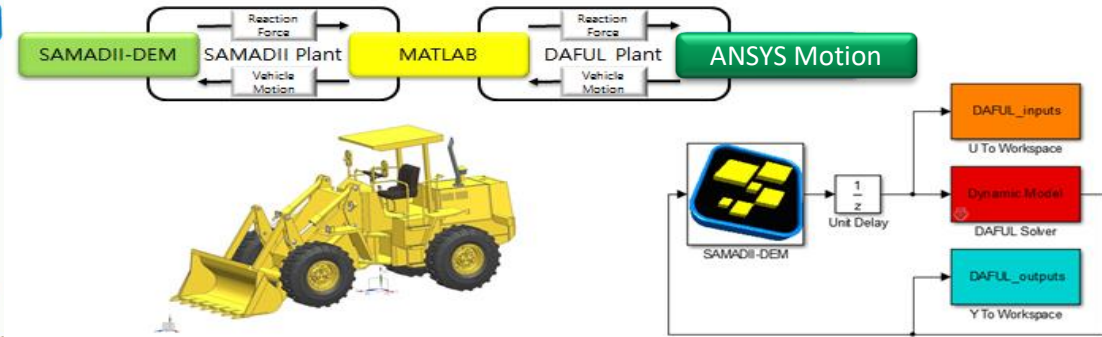 Reaction
Force
SAMADII-DEM
SAMADII Plant
MATLAB
Vehicle
Motion
Reaction
Force
DAFUL Plant
ANSYS Motion
Vehicle
Motion
DAFUL_inputs
U To Workspace
SAMADII-DEM
1
z
Unit Delay
Dynamic Model
DAFUL Solver
DAFUL_outputs
Y To Workspace